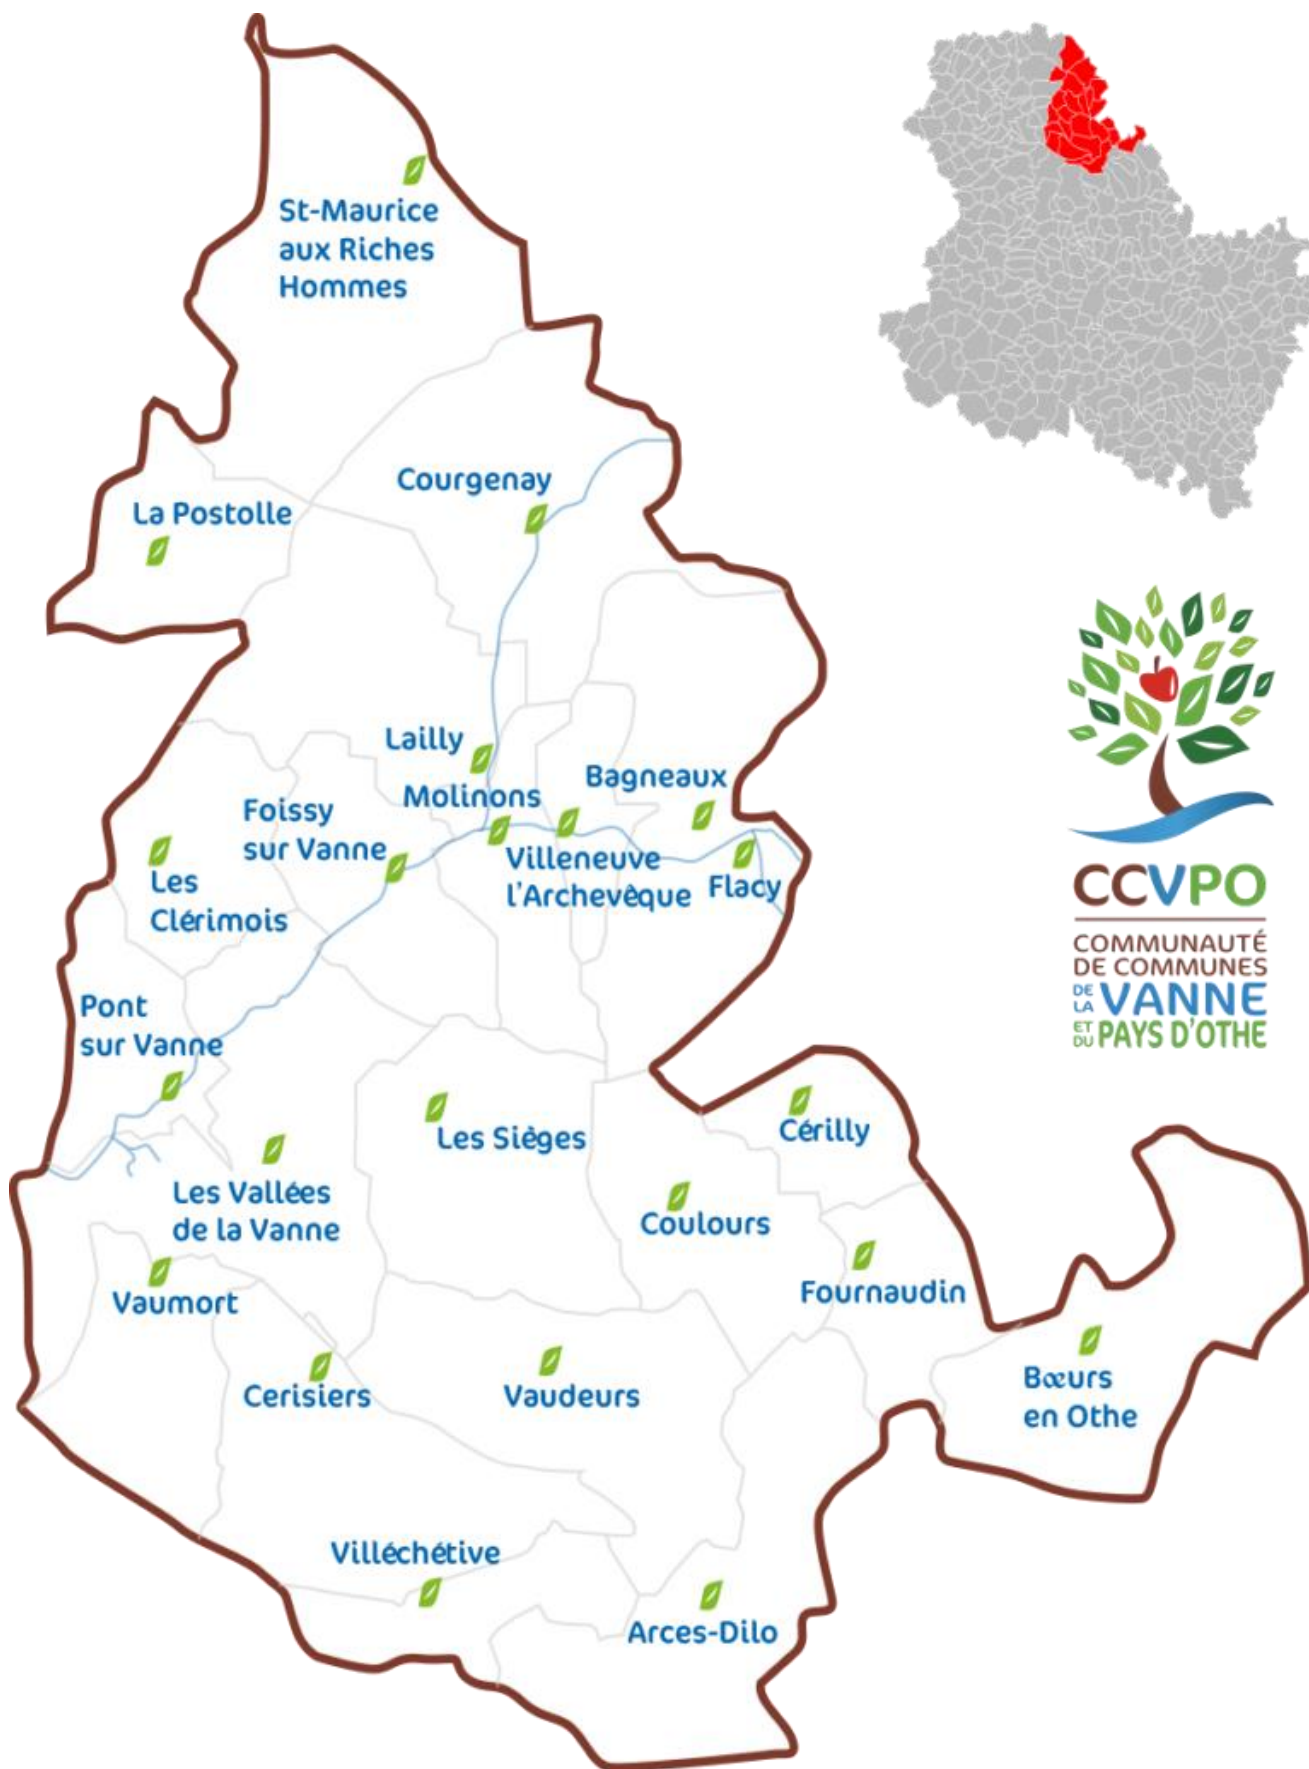 St-Maurice
aux Riches
Hommes
Courgenay
La Postolle
Lailly
Bagneaux
Molinons
Foissy
sur Vanne
Villeneuve
l'Archevêque
Flacy
Les
Clérimois
CCVPO
COMMUNAUTÉ
DE COMMUNES
DE LA VANNE
ET DU PAYS D'OTHE
Pont
sur Vanne
Les Sièges
Cérilly
Les Vallées
de la Vanne
Coulours
Vaumort
Fournaudin
Cerisiers
Vaudeurs
Bœurs
en Othe
Villéchétive
Arces-Dilo